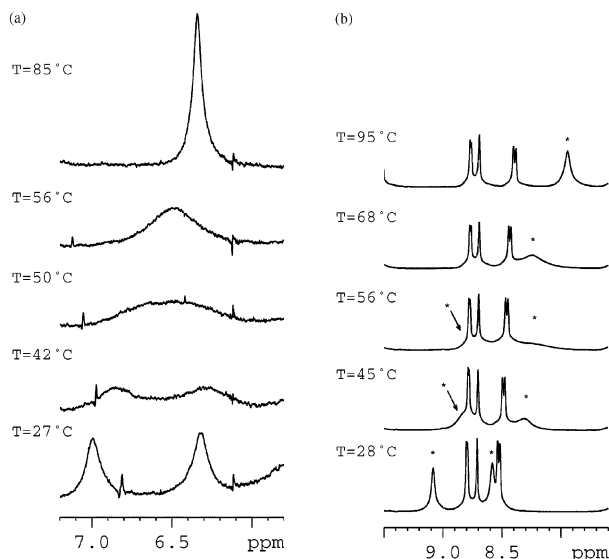 (a)
T=85°C
T=56°C
T=50°C
T=42°C
T=27°C
7.0 6.5 ppm
(b)
T=95°C
*
T=68°C
*
T=56°C
* *
T=45°C
* *
T=28°C
* *
9.0 8.5 ppm